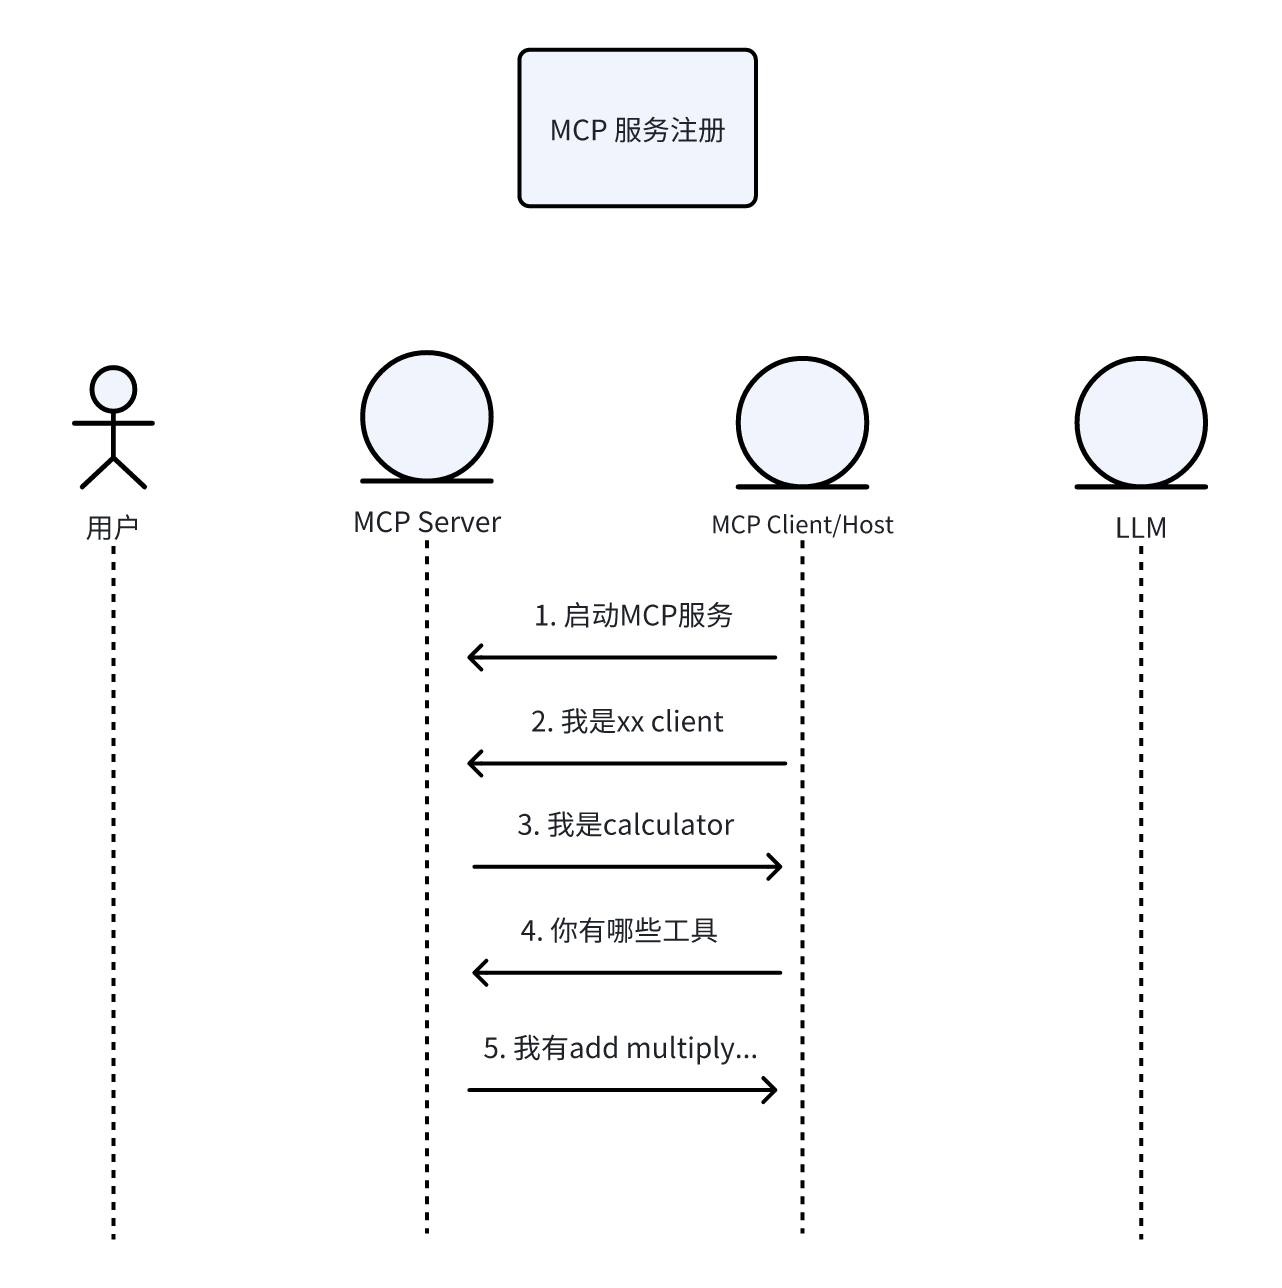 MCP 服务注册
用户
MCP Server
MCP Client/Host
LLM
1. 启动MCP服务
2. 我是xx client
3. 我是calculator
4. 你有哪些工具
5. 我有add multiply...